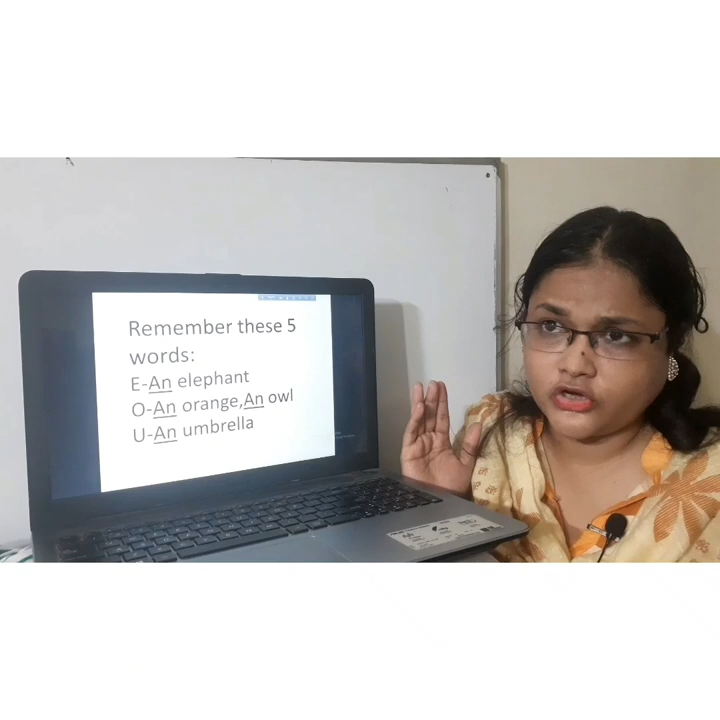 Remember these 5
words:
E-An elephant
O-An orange,An owl
U-An umbrella